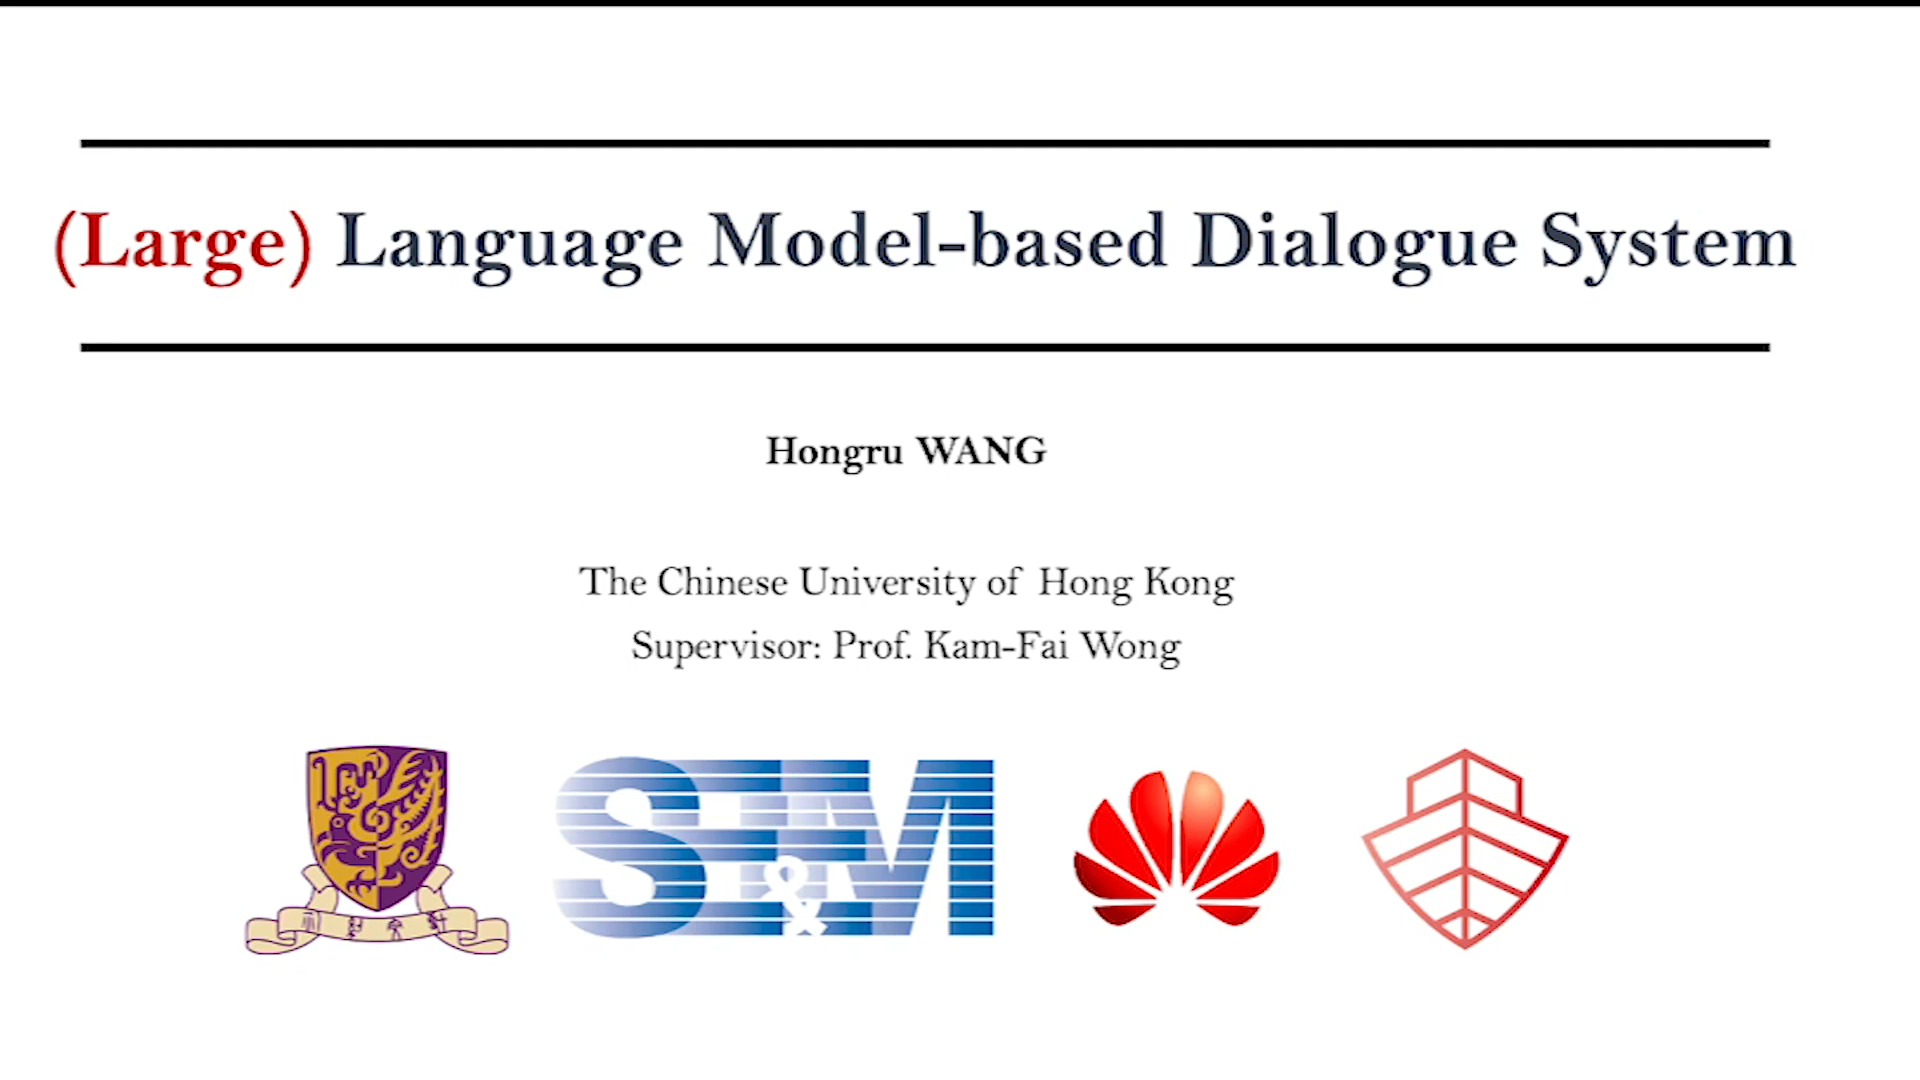 (Large) Language Model-based Dialogue System
Hongru WANG
The Chinese University of Hong Kong
Supervisor: Prof. Kam-Fai Wong
SE&M